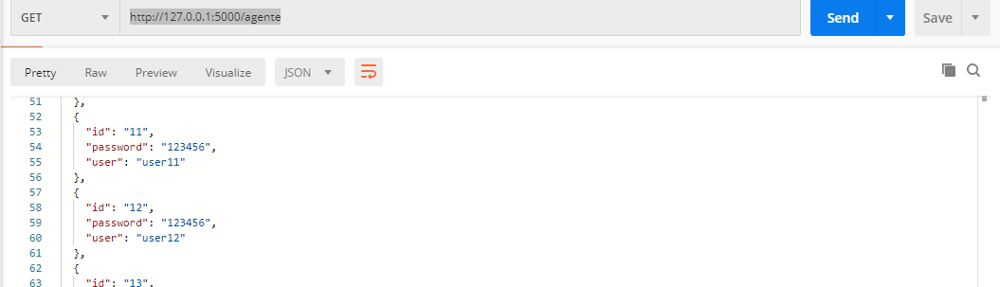 GET http://127.0.0.1:5000/agente Send Save
Pretty Raw Preview Visualize JSON
51 },
52 {
53 "id": "11",
54 "password": "123456",
55 "user": "user11"
56 },
57 {
58 "id": "12",
59 "password": "123456",
60 "user": "user12"
61 },
62 {
63 "id": "13",